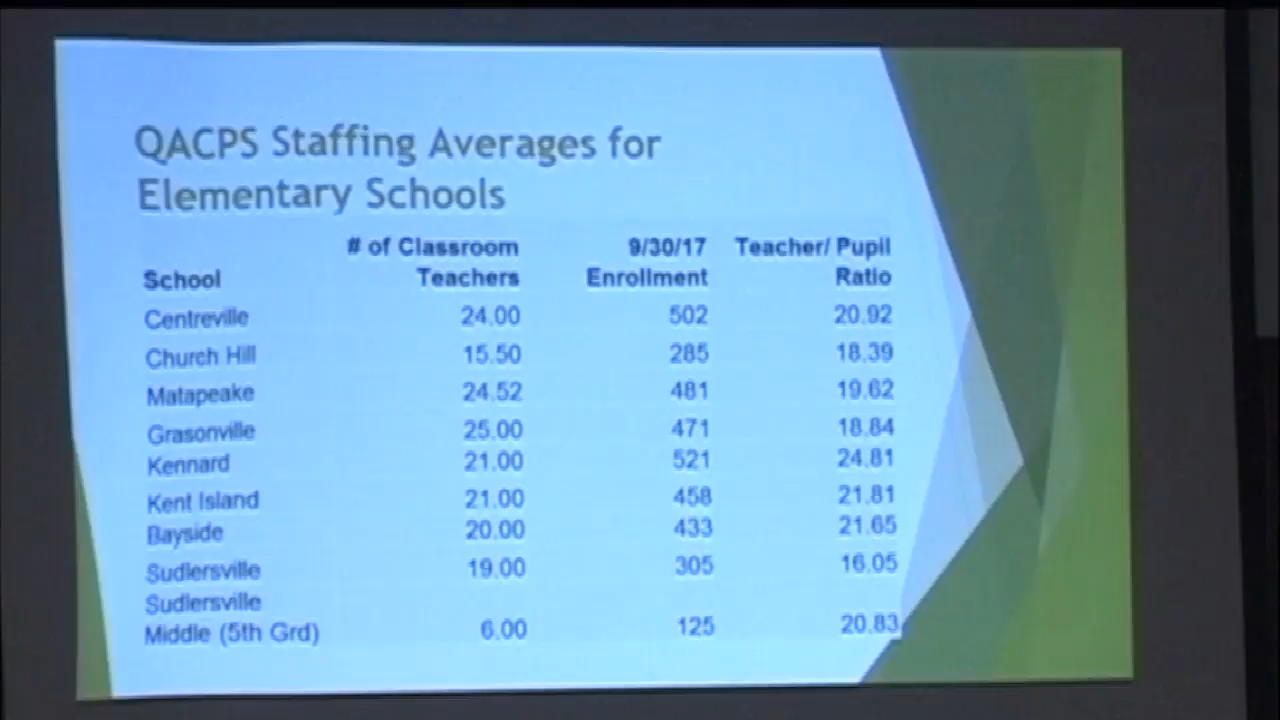 QACPS Staffing Averages for
Elementary Schools
# of Classroom 9/30/17 Teacher/ Pupil
School Teachers Enrollment Ratio
Centreville 24.00 502 20.92
Church Hill 15.50 285 18.39
Matapeake 24.52 481 19.62
Grasonville 25.00 471 18.84
Kennard 21.00 521 24.81
Kent Island 21.00 458 21.81
Bayside 20.00 433 21.65
Sudlersville 19.00 305 16.05
Sudlersville
Middle (5th Grd) 6.00 125 20.83